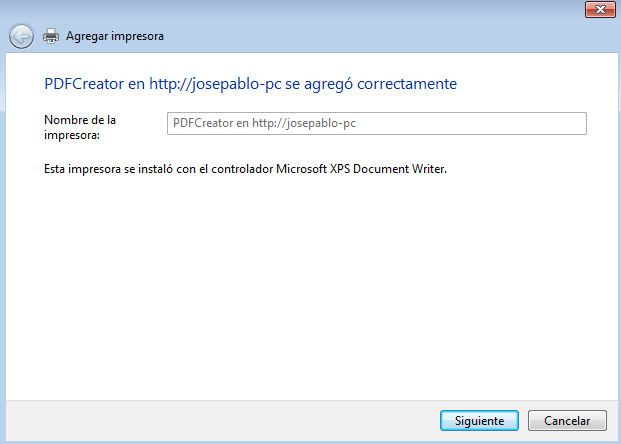 Agregar impresora
PDFCreator en http://josepablo-pc se agregó correctamente
Nombre de la
impresora:
PDFCreator en http://josepablo-pc
Esta impresora se instaló con el controlador Microsoft XPS Document Writer.
Siguiente
Cancelar